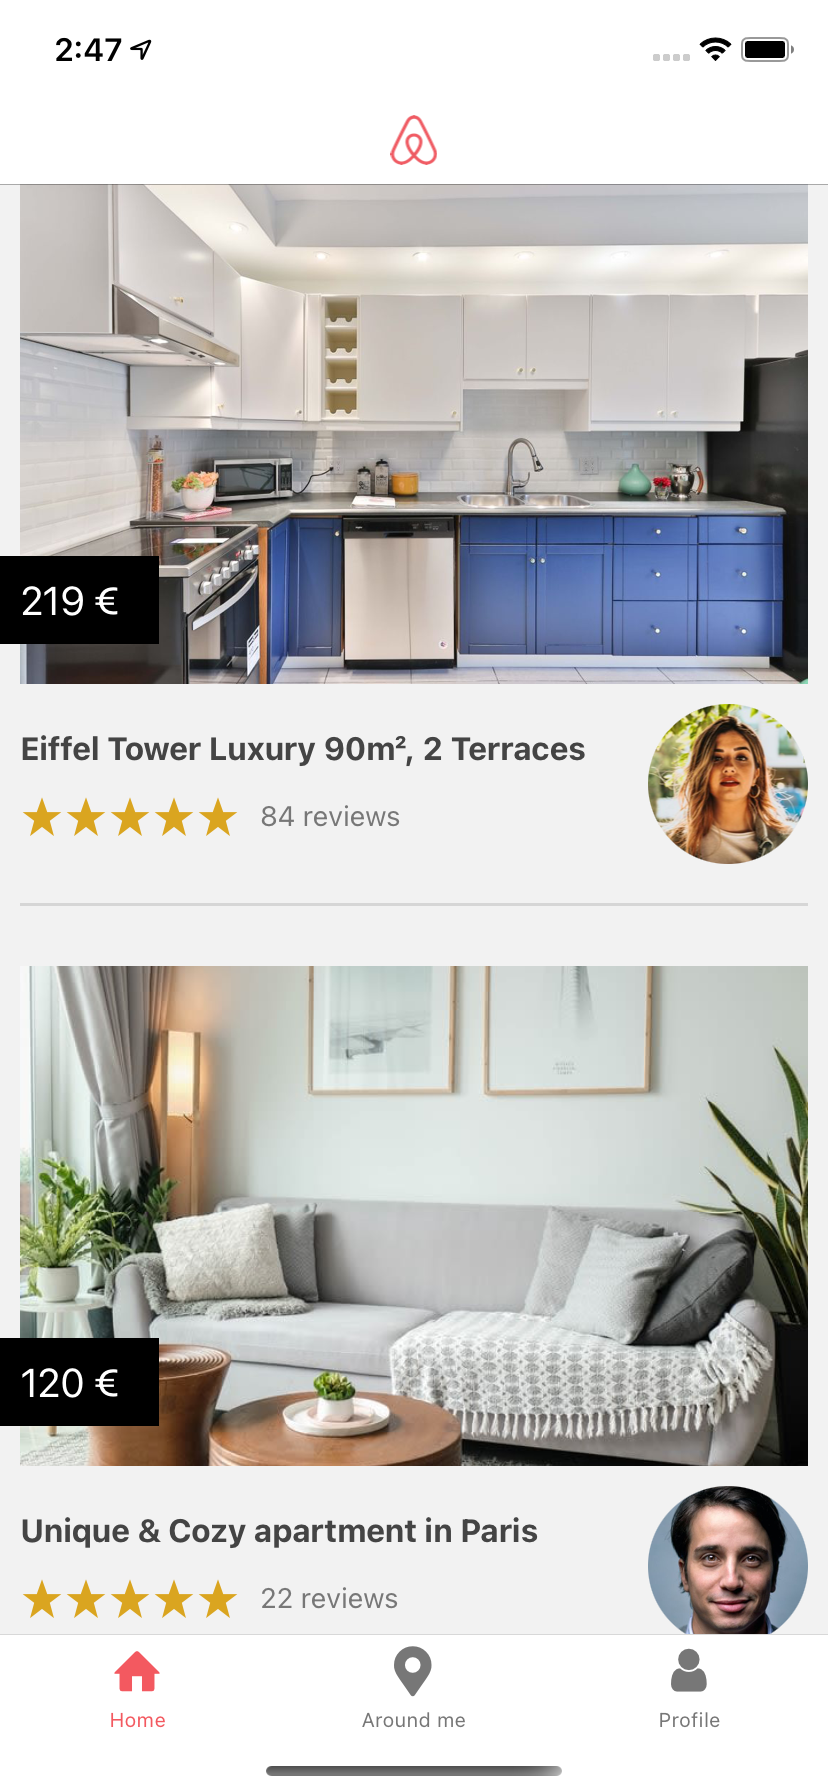 2:47
219 €
Eiffel Tower Luxury 90m², 2 Terraces
84 reviews
120 €
Unique & Cozy apartment in Paris
22 reviews
Home
Around me
Profile